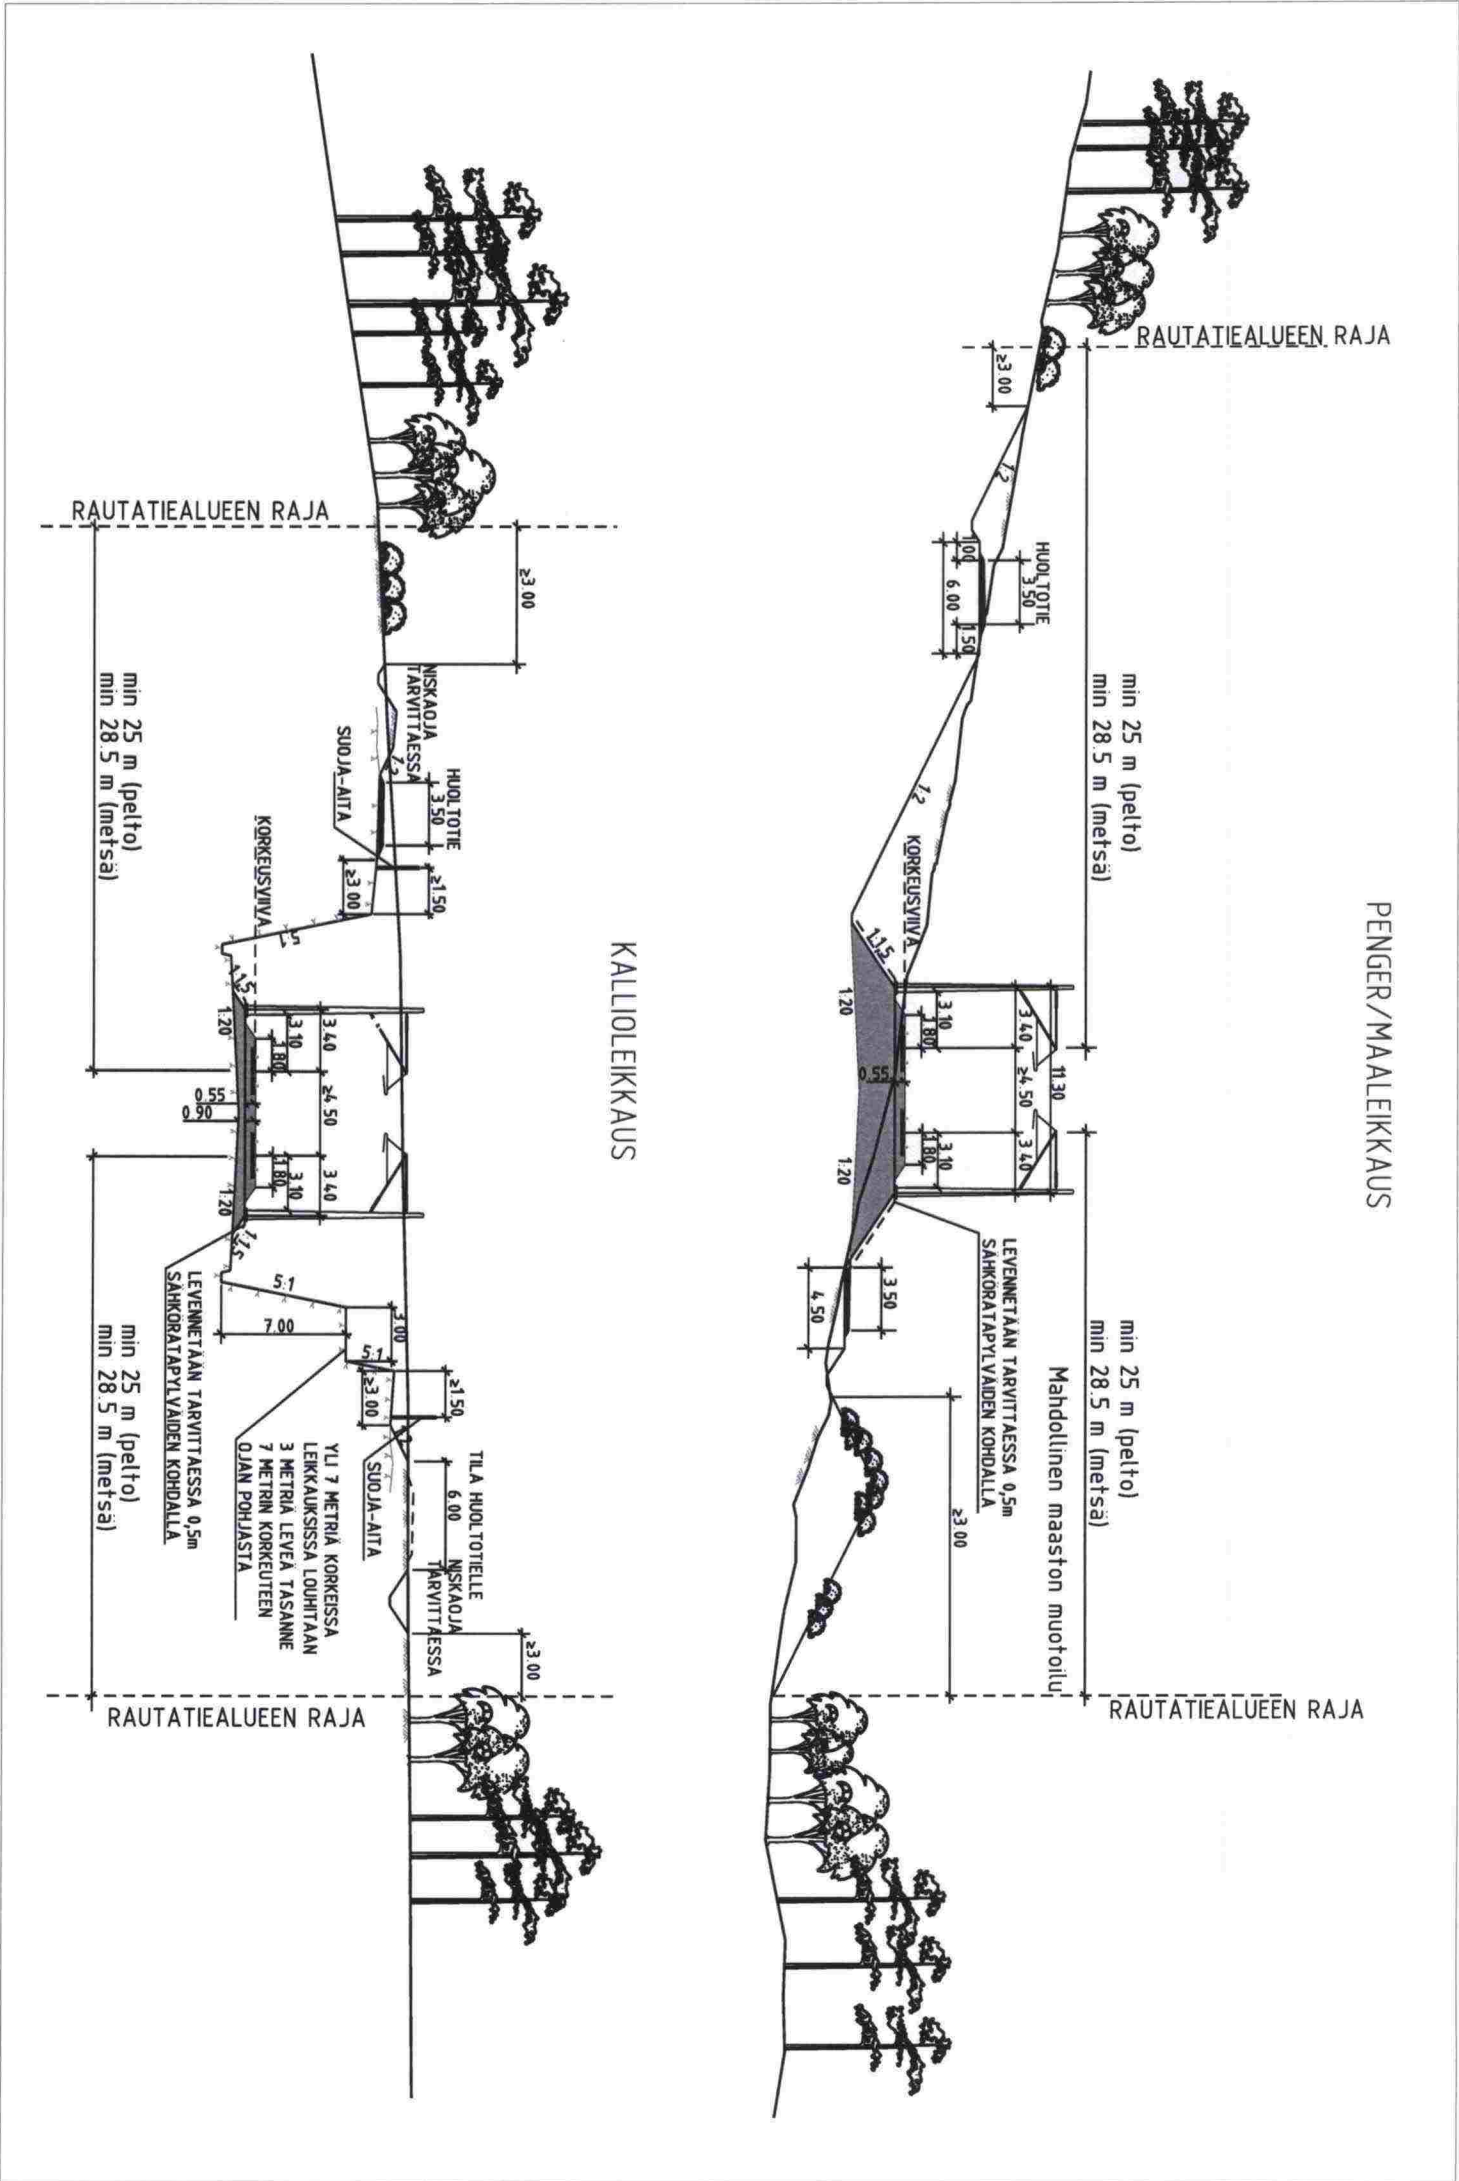 PENGER/MAALEIKKAUS
RAUTATIEALUEEN RAJA
min 25 m (pelto)
min 28.5 m (metsä)
min 25 m (pelto)
min 28.5 m (metsä)
Mahdollinen maaston muotoilu
RAUTATIEALUEEN RAJA
≥3.00
1:2
HUOLTOTIE
3.50
1.00
6.00
1.50
1:2
KORKEUSVIIVA
1:1,5
1:20
11.30
3.40
≥4.50
3.40
3.10
1.80
3.10
1.80
0.55
1:20
LEVENNETÄÄN TARVITTAESSA 0,5m
SÄHKÖRATAPYLVÄIDEN KOHDALLA
3.50
4.50
≥3.00
KALLIOLEIKKAUS
RAUTATIEALUEEN RAJA
≥3.00
NISKAOJA
TARVITTAESSA
1:2
SUOJA-AITA
HUOLTOTIE
3.50
≥1.50
≥3.00
KORKEUSVIIVA
5:1
1:1,5
1:20
3.40
≥4.50
3.40
3.10
1.80
3.10
1.80
0.55
0.90
1:20
1:1,5
5:1
7.00
3.00
5:1
≥3.00
≥1.50
SUOJA-AITA
TILA HUOLTOTIELLE
6.00
NISKAOJA
TARVITTAESSA
≥3.00
YLI 7 METRIÄ KORKEISSA
LEIKKAUKSISSA LOUHITAAN
3 METRIÄ LEVEÄ TASANNE
7 METRIN KORKEUTEEN
OJAN POHJASTA
LEVENNETÄÄN TARVITTAESSA 0,5m
SÄHKÖRATAPYLVÄIDEN KOHDALLA
min 25 m (pelto)
min 28.5 m (metsä)
min 25 m (pelto)
min 28.5 m (metsä)
RAUTATIEALUEEN RAJA